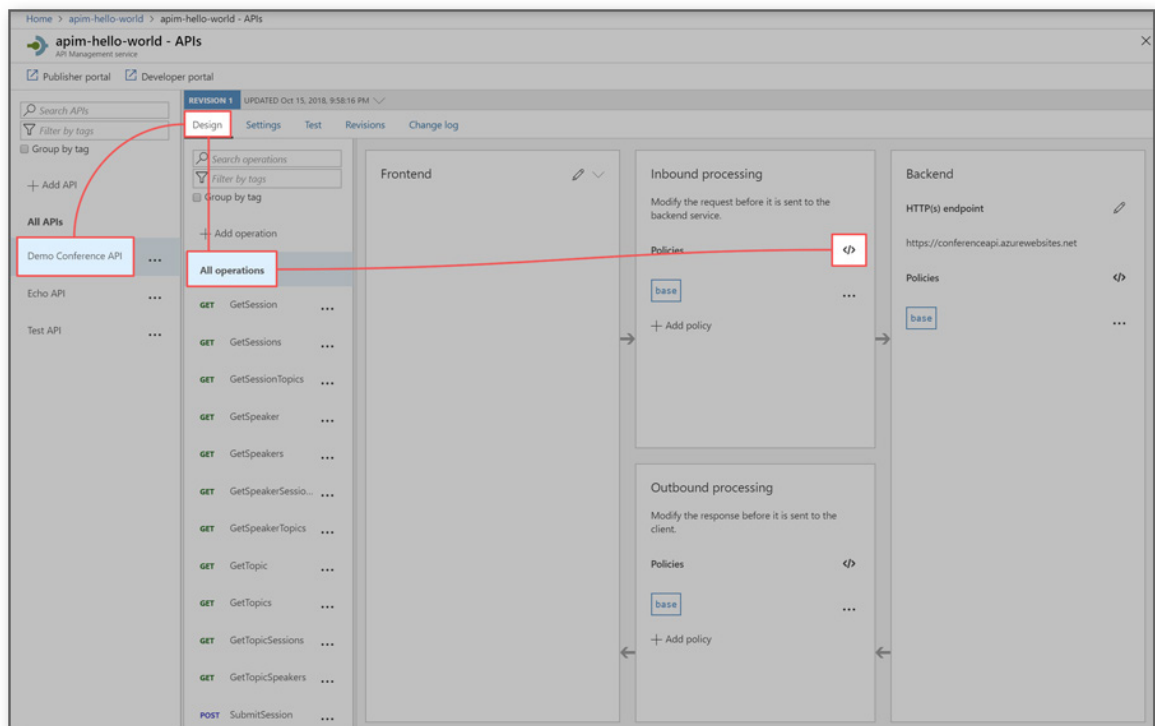 Home > apim-hello-world > apim-hello-world - APIs
apim-hello-world - APIs
API Management service
Publisher portal
Developer portal
Search APIs
Filter by tags
Group by tag
+ Add API
All APIs
Demo Conference API
...
Echo API
...
Test API
...
REVISION 1
UPDATED Oct 15, 2018, 9:58:16 PM
Design
Settings
Test
Revisions
Change log
Search operations
Filter by tags
Group by tag
+ Add operation
All operations
GET GetSession ...
GET GetSessions ...
GET GetSessionTopics ...
GET GetSpeaker ...
GET GetSpeakers ...
GET GetSpeakerSessio... ...
GET GetSpeakerTopics ...
GET GetTopic ...
GET GetTopics ...
GET GetTopicSessions ...
GET GetTopicSpeakers ...
POST SubmitSession ...
Frontend
Inbound processing
Modify the request before it is sent to the
backend service.
Policies
</>
base
...
+ Add policy
Outbound processing
Modify the response before it is sent to the
client.
Policies
</>
base
...
+ Add policy
Backend
HTTP(s) endpoint
https://conferenceapi.azurewebsites.net
Policies
</>
base
...